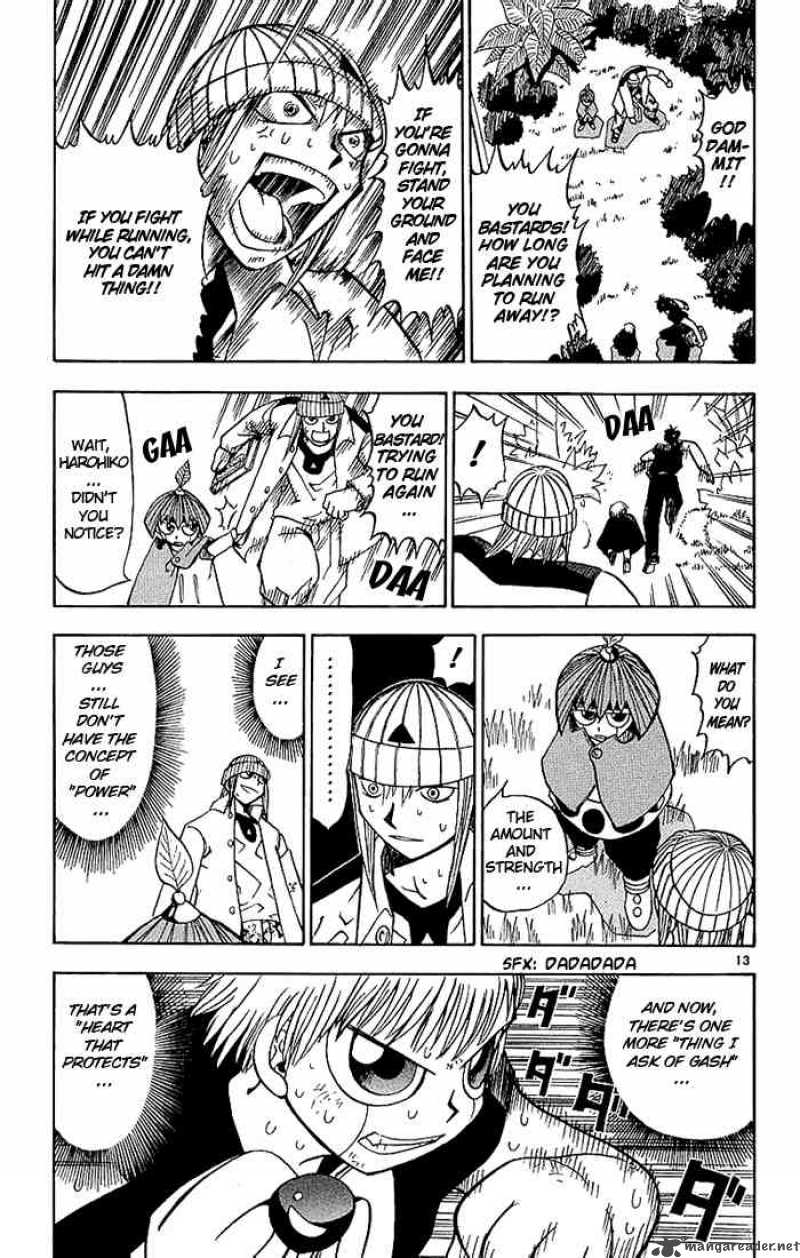 GOD
DAM-
MIT
!!
YOU
BASTARDS!
HOW LONG
ARE YOU
PLANNING
TO RUN
AWAY!?
IF
YOU'RE
GONNA
FIGHT,
STAND
YOUR
GROUND
AND
FACE
ME!!
IF YOU FIGHT
WHILE RUNNING,
YOU CAN'T
HIT A DAMN
THING!!
DAA
!
YOU
BASTARD!
TRYING
TO RUN
AGAIN
...
GAA
DAA
WAIT,
HAROHIKO
...
DIDN'T
YOU
NOTICE?
WHAT
DO
YOU
MEAN?
THE
AMOUNT
AND
STRENGTH
...
!
..........
I
SEE
...
THOSE
GUYS
...
STILL
DON'T
HAVE THE
CONCEPT
OF
"POWER"
...
SFX: DADADADA
13
AND NOW,
THERE'S ONE
MORE "THING I
ASK OF GASH"
...
ダ
ダ
ダ
ダ
THAT'S A
"HEART
THAT
PROTECTS"
...
mangareader.net